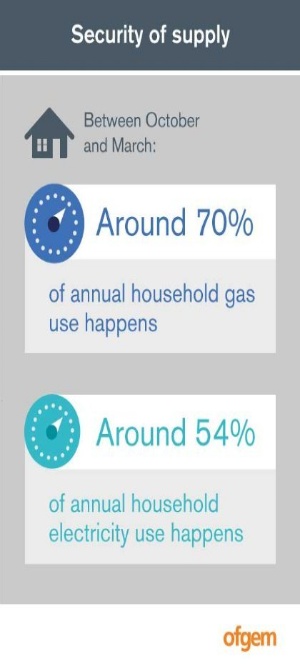 Security of supply
Between October
and March:
Around 70%
of annual household gas
use happens
Around 54%
of annual household
electricity use happens
ofgem